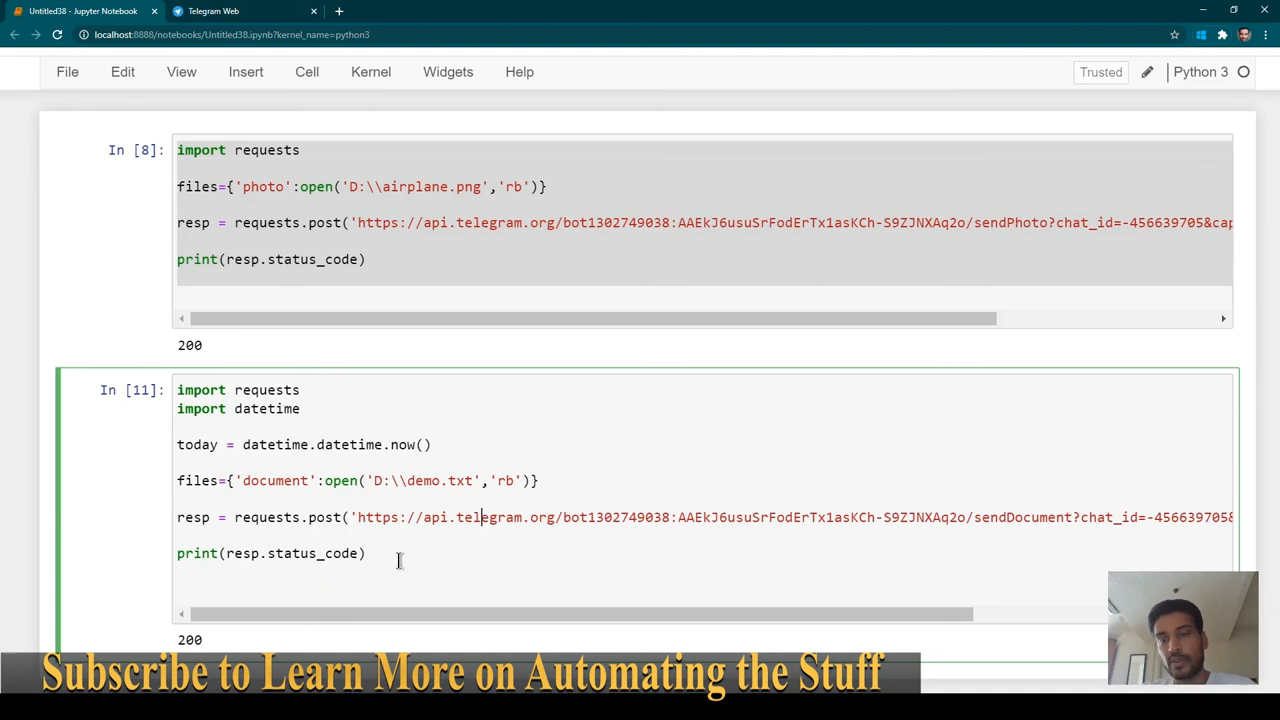 Untitled38 - Jupyter Notebook
Telegram Web
localhost:8888/notebooks/Untitled38.ipynb?kernel_name=python3
File Edit View Insert Cell Kernel Widgets Help
Trusted
Python 3
In [8]:
import requests
files={'photo':open('D:\\airplane.png','rb')}
resp = requests.post('https://api.telegram.org/bot1302749038:AAEkJ6usuSrFodErTx1asKCh-S9ZJNXAq2o/sendPhoto?chat_id=-456639705&cap
print(resp.status_code)
200
In [11]:
import requests
import datetime
today = datetime.datetime.now()
files={'document':open('D:\\demo.txt','rb')}
resp = requests.post('https://api.telegram.org/bot1302749038:AAEkJ6usuSrFodErTx1asKCh-S9ZJNXAq2o/sendDocument?chat_id=-456639705&
print(resp.status_code)
200
Subscribe to Learn More on Automating the Stuff